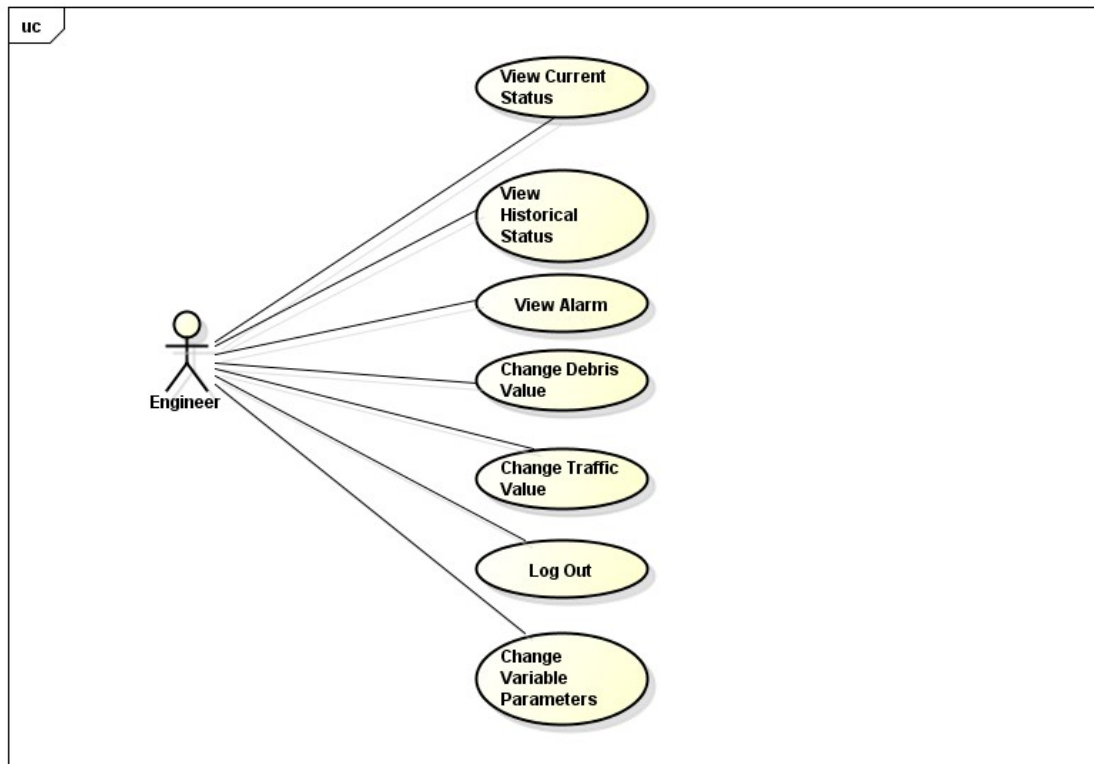 uc
View Current
Status
View
Historical
Status
View Alarm
Change Debris
Value
Engineer
Change Traffic
Value
Log Out
Change
Variable
Parameters